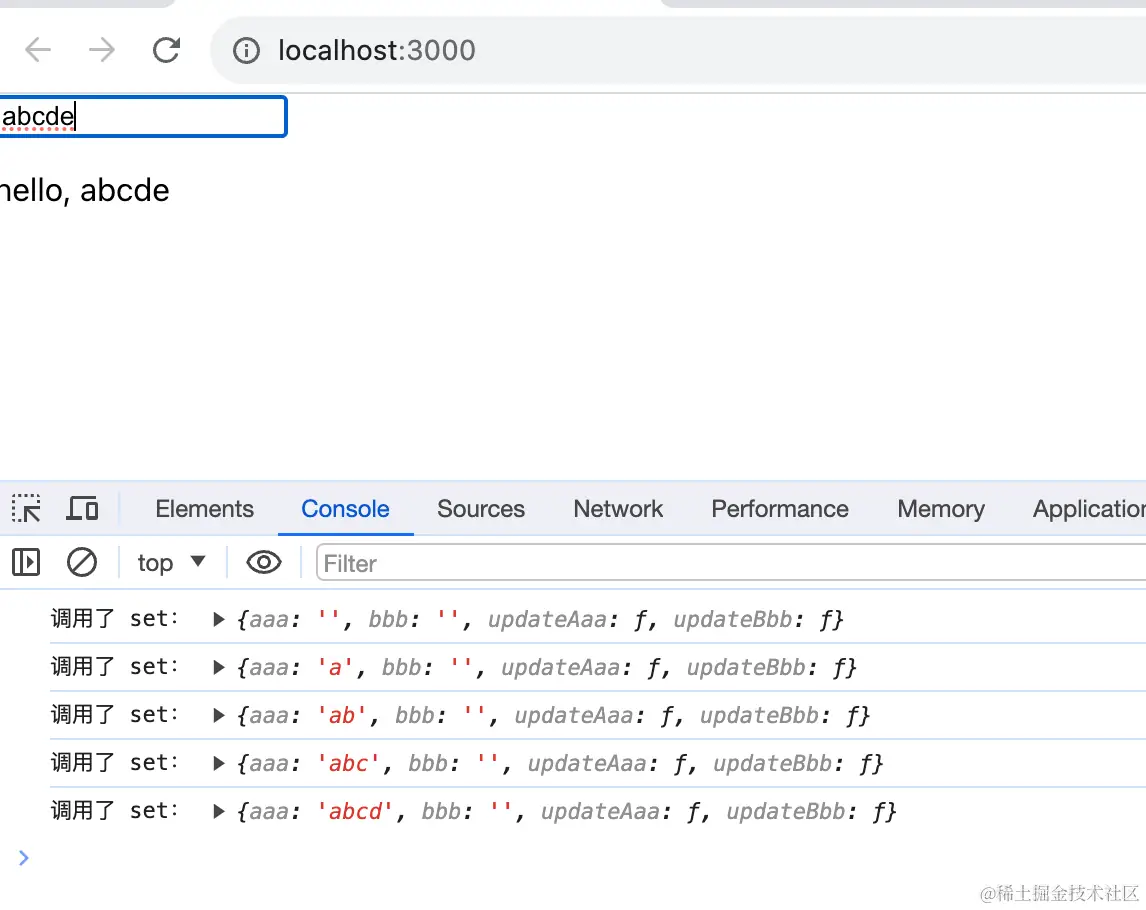 localhost:3000
abcde
hello, abcde
Elements Console Sources Network Performance Memory Application
top ▼ Filter
调用了 set： ▶ {aaa: '', bbb: '', updateAaa: ƒ, updateBbb: ƒ}
调用了 set： ▶ {aaa: 'a', bbb: '', updateAaa: ƒ, updateBbb: ƒ}
调用了 set： ▶ {aaa: 'ab', bbb: '', updateAaa: ƒ, updateBbb: ƒ}
调用了 set： ▶ {aaa: 'abc', bbb: '', updateAaa: ƒ, updateBbb: ƒ}
调用了 set： ▶ {aaa: 'abcd', bbb: '', updateAaa: ƒ, updateBbb: ƒ}
@稀土掘金技术社区